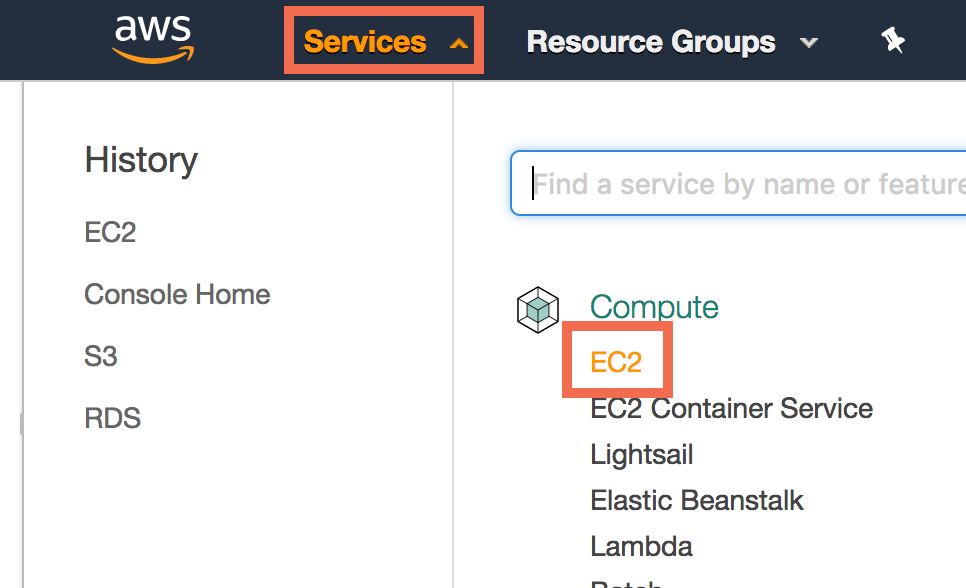 aws
Services
Resource Groups
History
EC2
Console Home
S3
RDS
Find a service by name or feature
Compute
EC2
EC2 Container Service
Lightsail
Elastic Beanstalk
Lambda